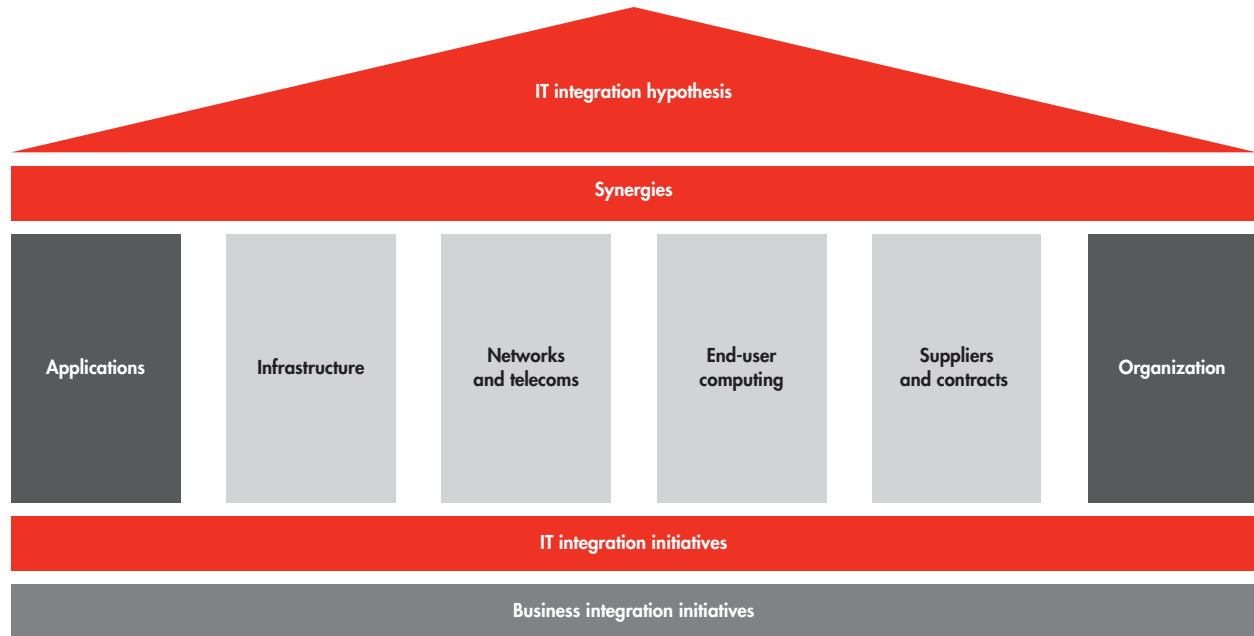 IT integration hypothesis
Synergies
Applications
Infrastructure
Networks
and telecoms
End-user
computing
Suppliers
and contracts
Organization
IT integration initiatives
Business integration initiatives